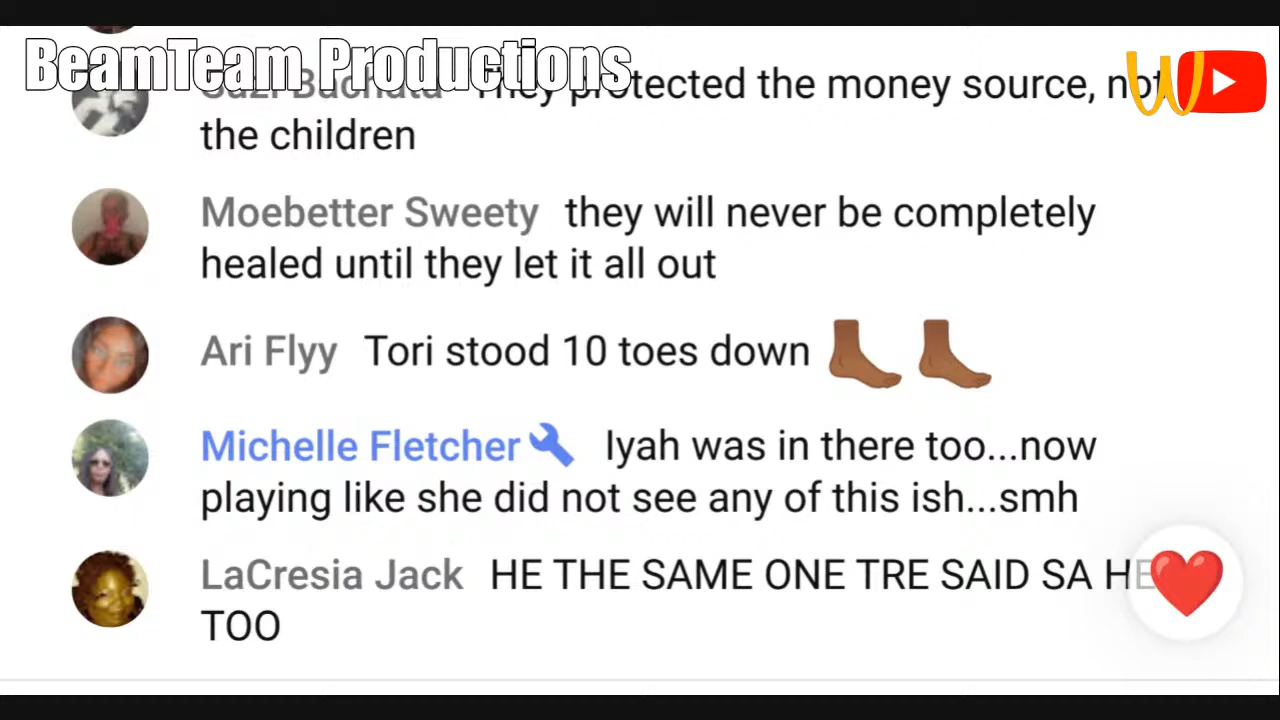 BeamTeam Productions
They protected the money source, not
the children
Moebetter Sweety they will never be completely
healed until they let it all out
Ari Flyy Tori stood 10 toes down
Michelle Fletcher Iyah was in there too...now
playing like she did not see any of this ish...smh
LaCresia Jack HE THE SAME ONE TRE SAID SA HE
TOO